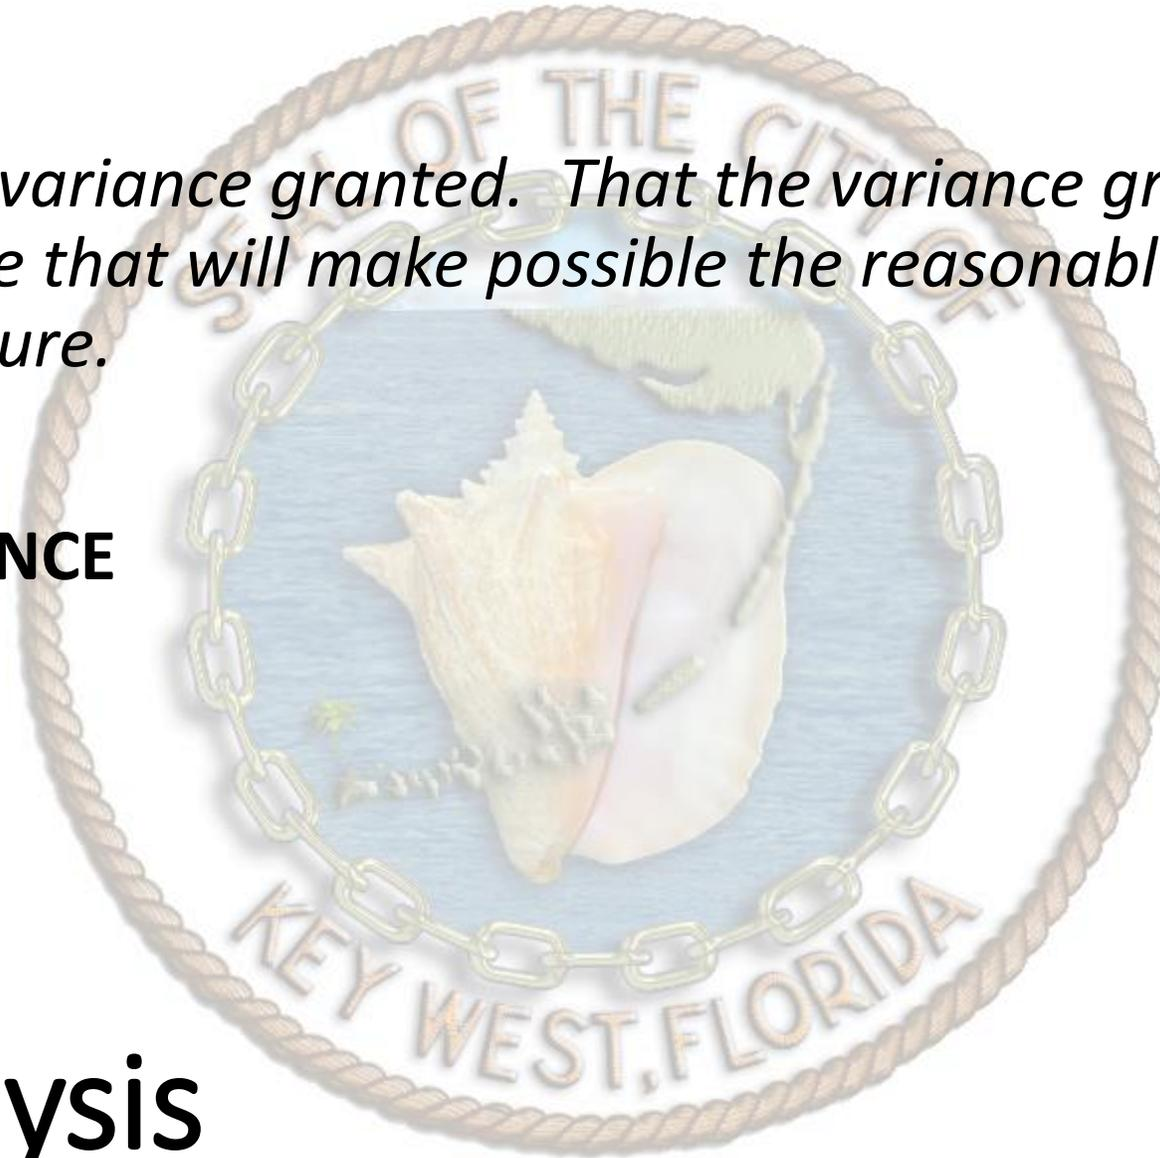 SEAL OF THE CITY OF
variance granted.  That the variance gr
e that will make possible the reasonabl
ure.
NCE
KEY WEST, FLORIDA
ysis